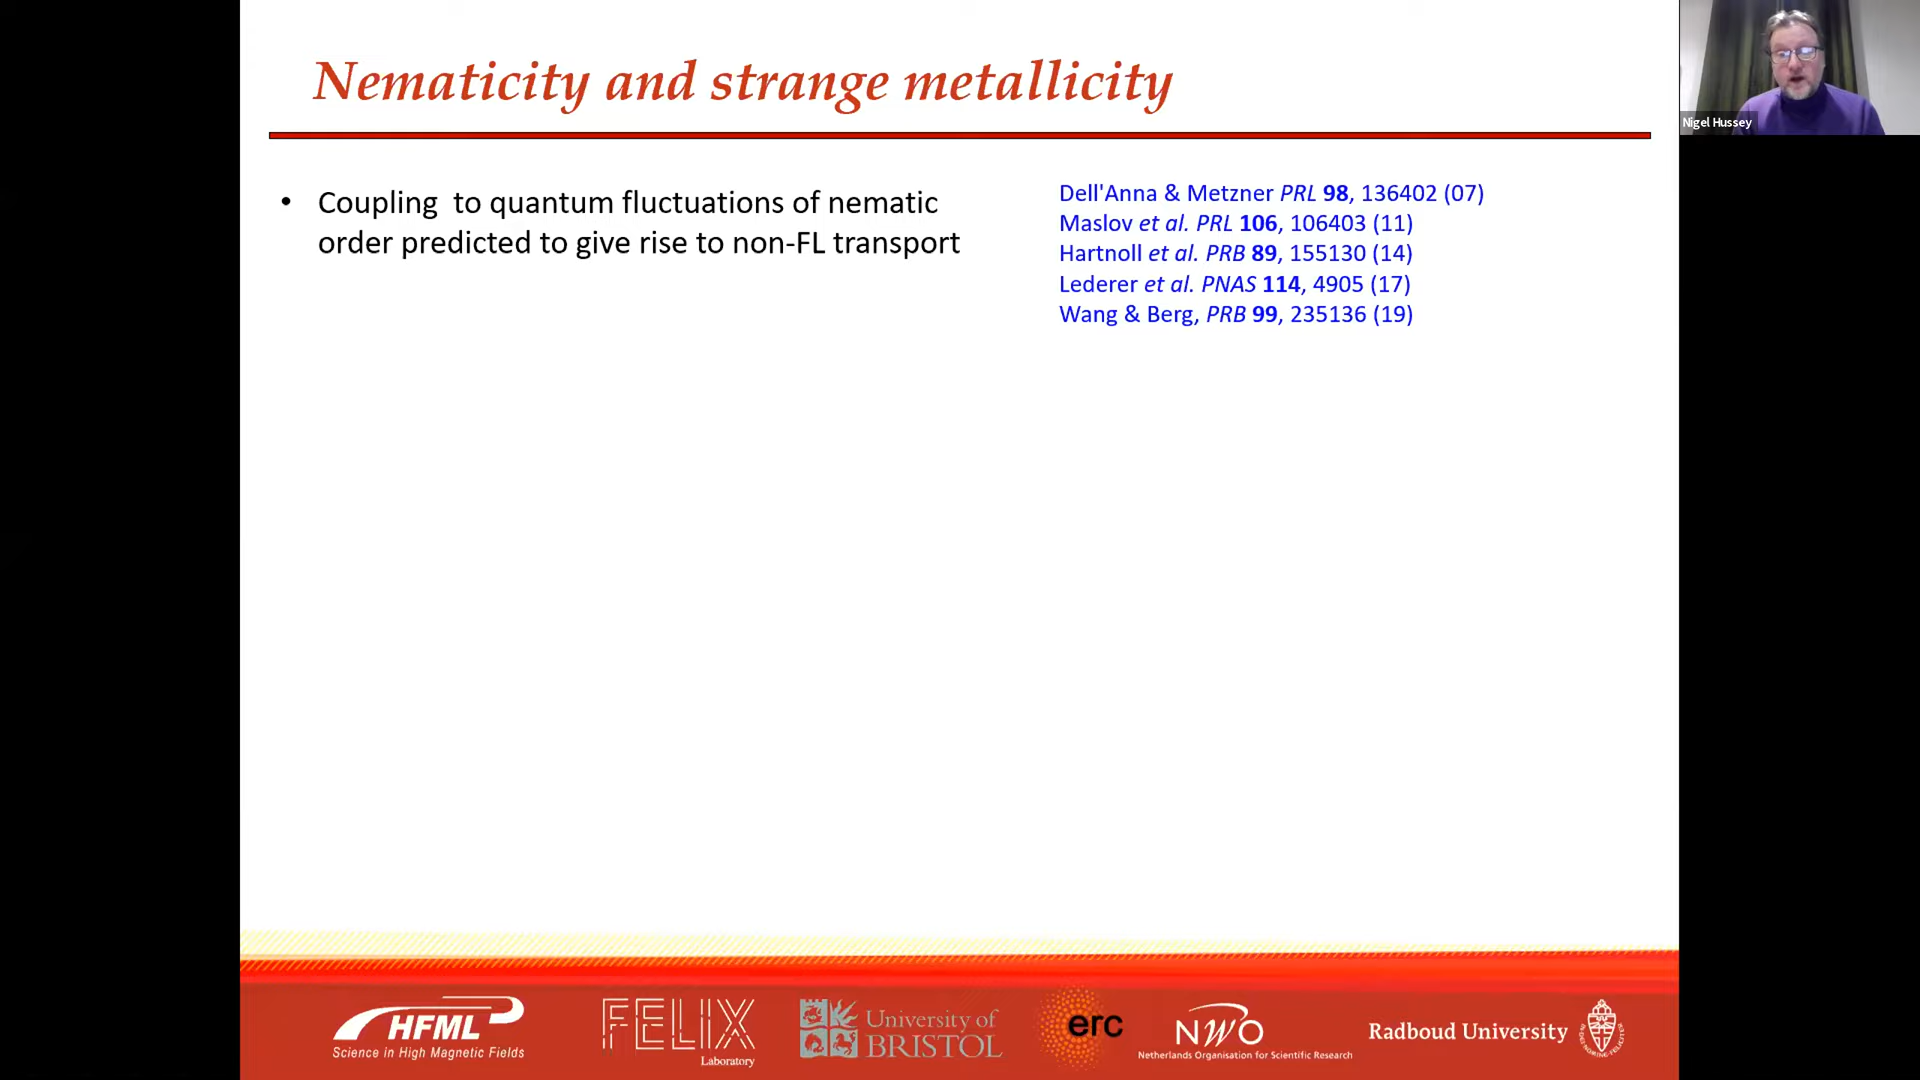 Nematicity and strange metallicity
Nigel Hussey
• Coupling to quantum fluctuations of nematic
order predicted to give rise to non-FL transport
Dell'Anna & Metzner PRL 98, 136402 (07)
Maslov et al. PRL 106, 106403 (11)
Hartnoll et al. PRB 89, 155130 (14)
Lederer et al. PNAS 114, 4905 (17)
Wang & Berg, PRB 99, 235136 (19)
HFML
Science in High Magnetic Fields
FELIX
Laboratory
University of
BRISTOL
erc
NWO
Netherlands Organisation for Scientific Research
Radboud University